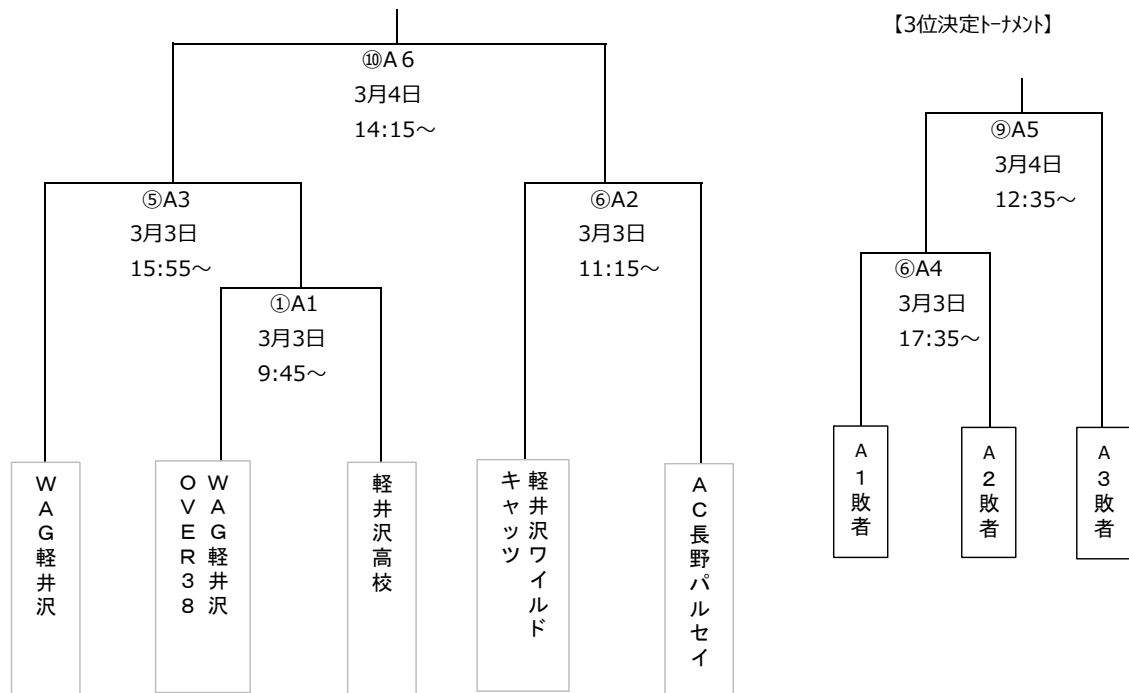 【3位決定トーナメント】
⑩A６
3月4日
14:15～
⑨A5
3月4日
12:35～
⑤A3
3月3日
15:55～
⑥A2
3月3日
11:15～
⑥A4
3月3日
17:35～
①A1
3月3日
9:45～
ＷＡＧ軽井沢
ＷＡＧ軽井沢
ＯＶＥＲ３８
軽井沢高校
軽井沢ワイルド
キャッツ
ＡＣ長野パルセイ
Ａ１敗者
Ａ２敗者
Ａ３敗者